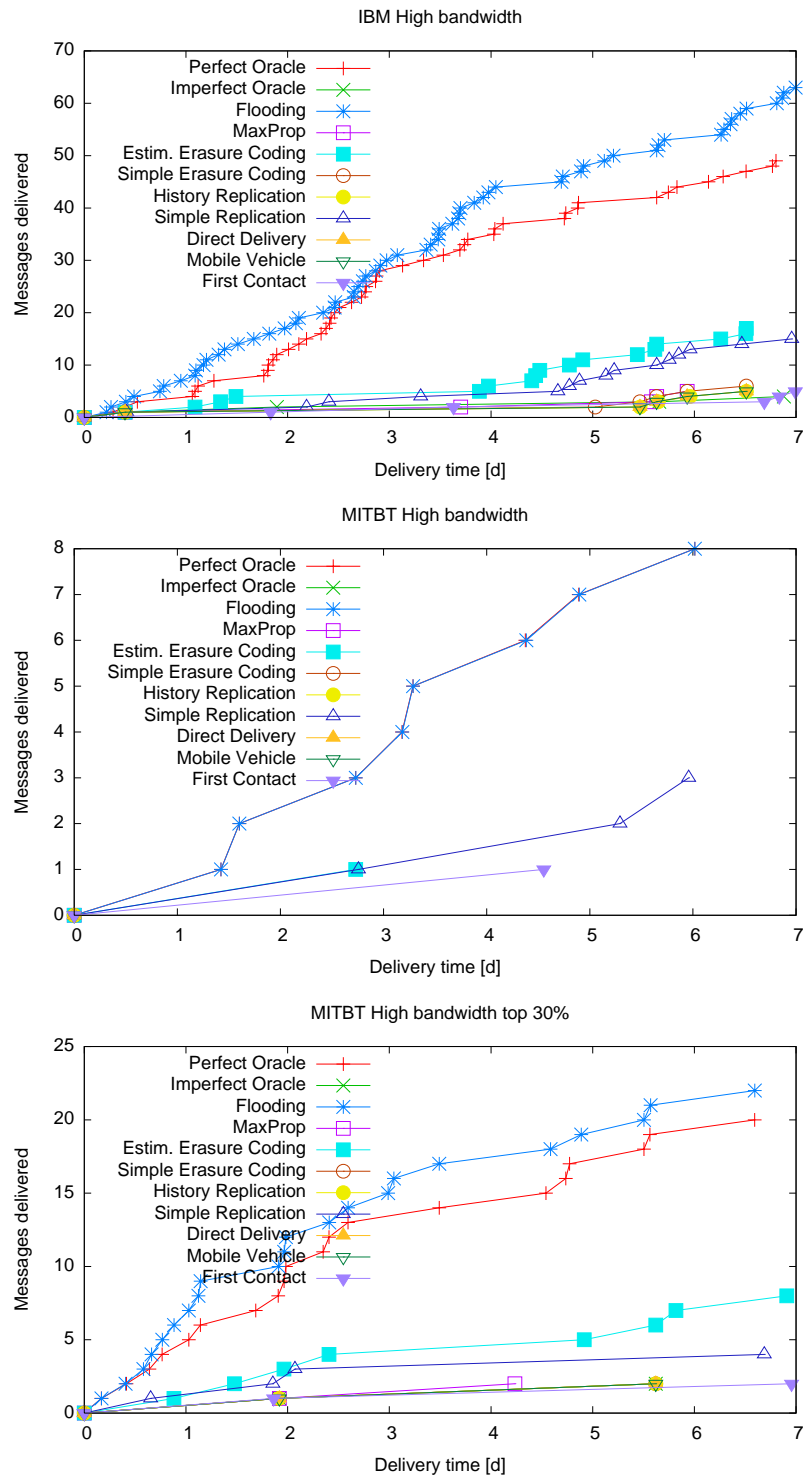 IBM High bandwidth
70
60
50
40
30
20
10
0
Messages delivered
Perfect Oracle
Imperfect Oracle
Flooding
MaxProp
Estim. Erasure Coding
Simple Erasure Coding
History Replication
Simple Replication
Direct Delivery
Mobile Vehicle
First Contact
0 1 2 3 4 5 6 7
Delivery time [d]
MITBT High bandwidth
8
7
6
5
4
3
2
1
0
Messages delivered
Perfect Oracle
Imperfect Oracle
Flooding
MaxProp
Estim. Erasure Coding
Simple Erasure Coding
History Replication
Simple Replication
Direct Delivery
Mobile Vehicle
First Contact
0 1 2 3 4 5 6 7
Delivery time [d]
MITBT High bandwidth top 30%
25
20
15
10
5
0
Messages delivered
Perfect Oracle
Imperfect Oracle
Flooding
MaxProp
Estim. Erasure Coding
Simple Erasure Coding
History Replication
Simple Replication
Direct Delivery
Mobile Vehicle
First Contact
0 1 2 3 4 5 6 7
Delivery time [d]